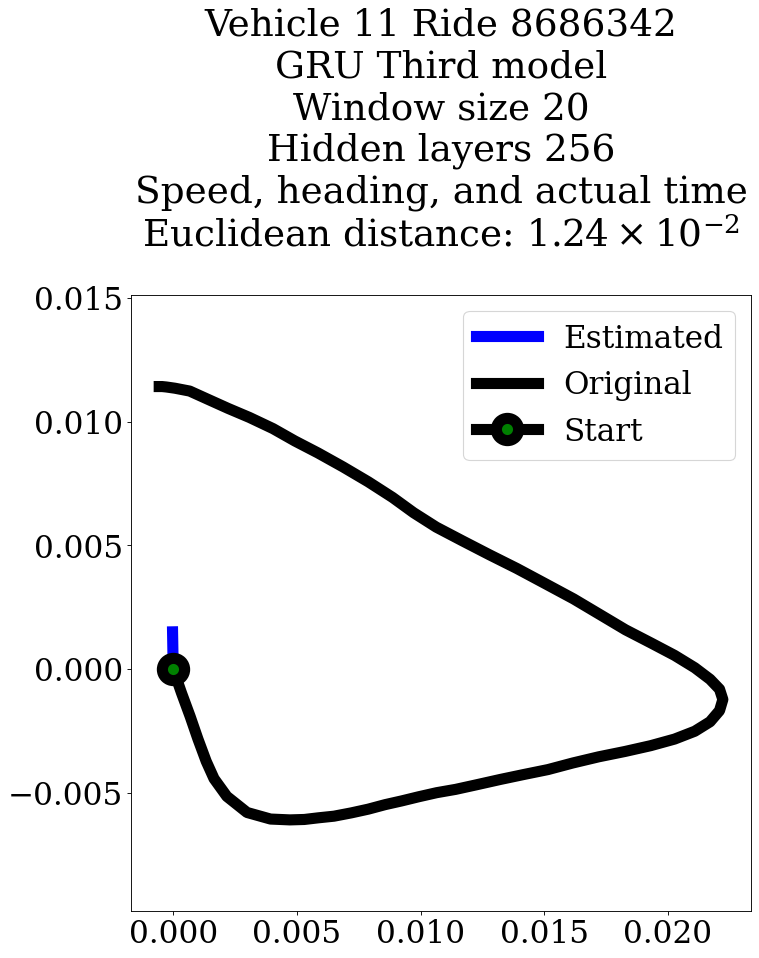 Vehicle 11 Ride 8686342
GRU Third model
Window size 20
Hidden layers 256
Speed, heading, and actual time
Euclidean distance: 1.24 × 10⁻²
0.015
0.010
0.005
0.000
−0.005
Estimated
Original
Start
0.000 0.005 0.010 0.015 0.020